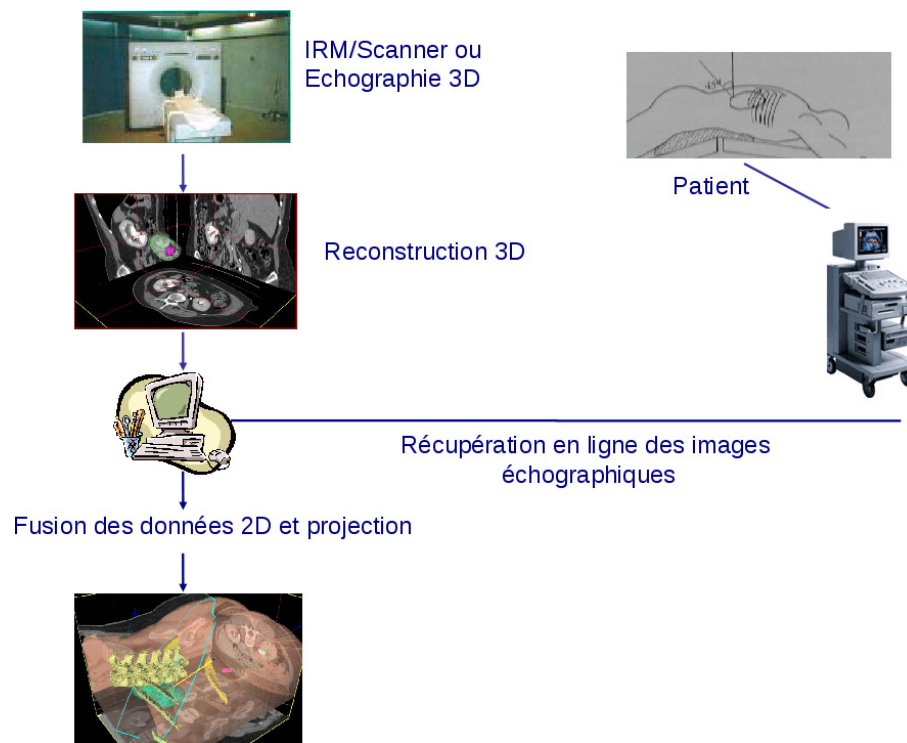 IRM/Scanner ou
Echographie 3D
Patient
Reconstruction 3D
Récupération en ligne des images
échographiques
Fusion des données 2D et projection